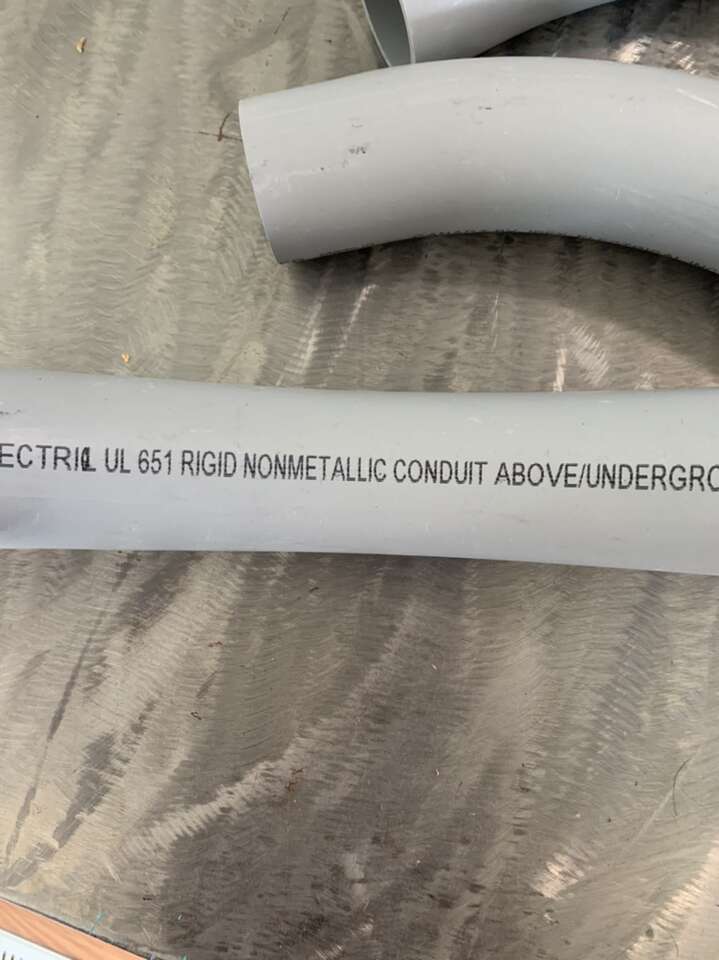 ECTRIC UL 651 RIGID NONMETALLIC CONDUIT ABOVE/UNDERGRO